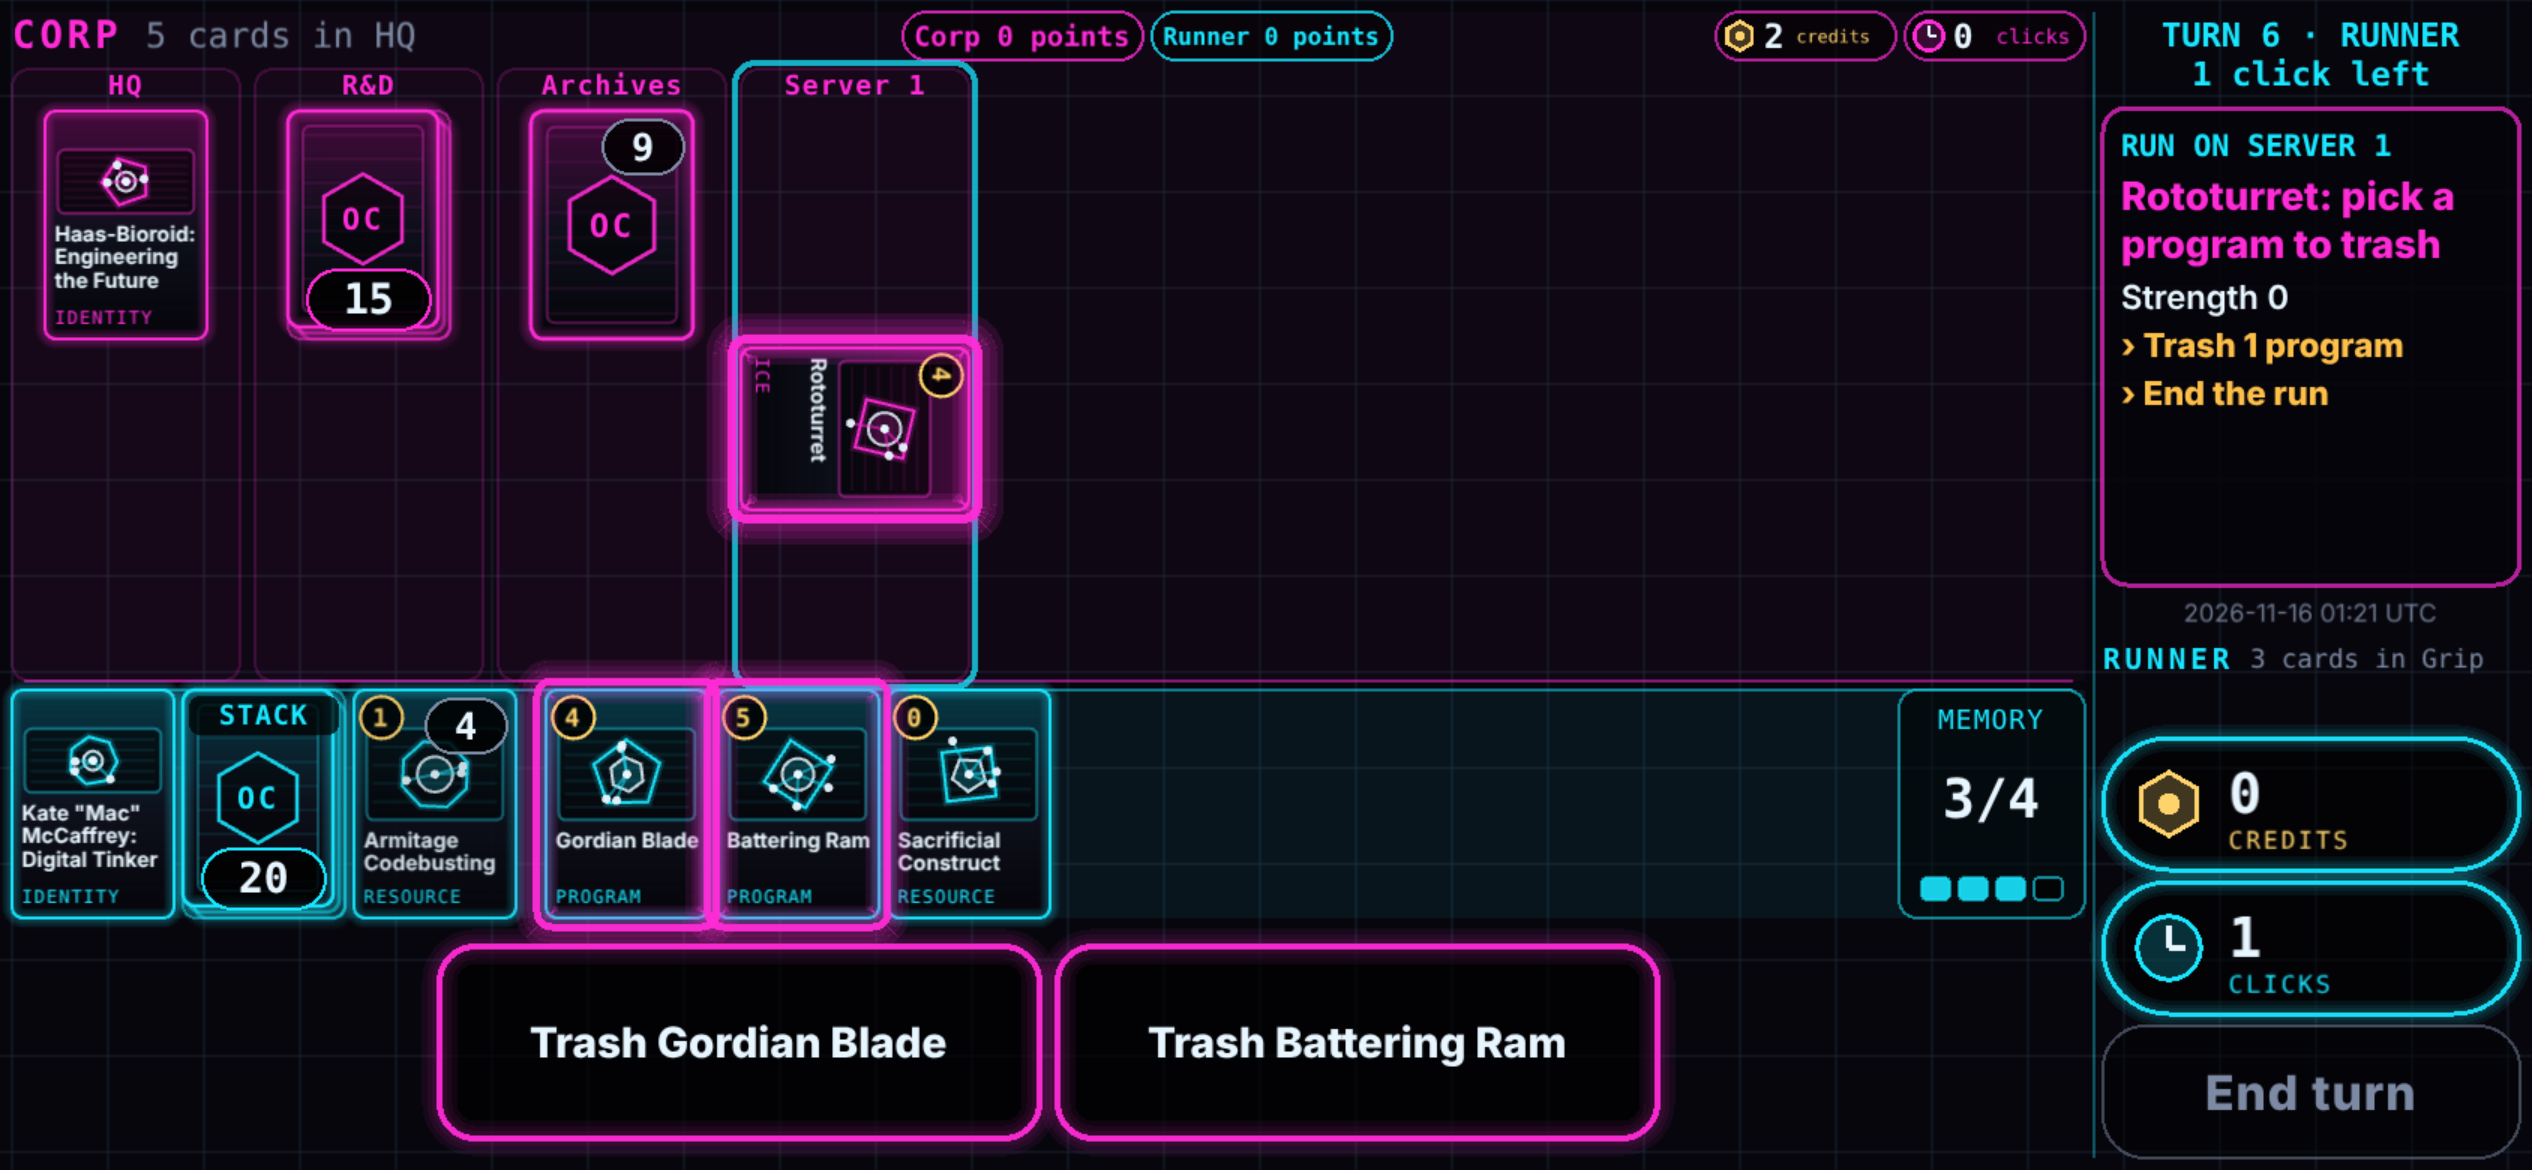 CORP 5 cards in HQ
Corp 0 points
Runner 0 points
2 credits
0 clicks
TURN 6 · RUNNER
1 click left
HQ
R&D
Archives
Server 1
Haas-Bioroid:
Engineering
the Future
IDENTITY
OC
15
9
OC
4
Rototurret
ICE
RUN ON SERVER 1
Rototurret: pick a
program to trash
Strength 0
› Trash 1 program
› End the run
2026-11-16 01:21 UTC
RUNNER 3 cards in Grip
Kate "Mac"
McCaffrey:
Digital Tinker
IDENTITY
STACK
OC
20
1
4
Armitage
Codebusting
RESOURCE
4
Gordian Blade
PROGRAM
5
Battering Ram
PROGRAM
0
Sacrificial
Construct
RESOURCE
MEMORY
3/4
0
CREDITS
1
CLICKS
Trash Gordian Blade
Trash Battering Ram
End turn